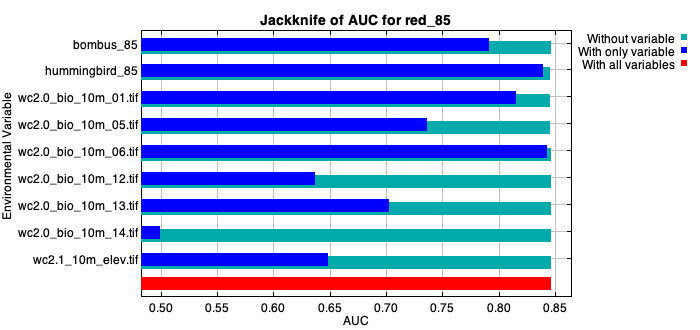 Jackknife of AUC for red_85
bombus_85
hummingbird_85
wc2.0_bio_10m_01.tif
wc2.0_bio_10m_05.tif
wc2.0_bio_10m_06.tif
wc2.0_bio_10m_12.tif
wc2.0_bio_10m_13.tif
wc2.0_bio_10m_14.tif
wc2.1_10m_elev.tif
Environmental Variable
0.50 0.55 0.60 0.65 0.70 0.75 0.80 0.85
AUC
Without variable
With only variable
With all variables